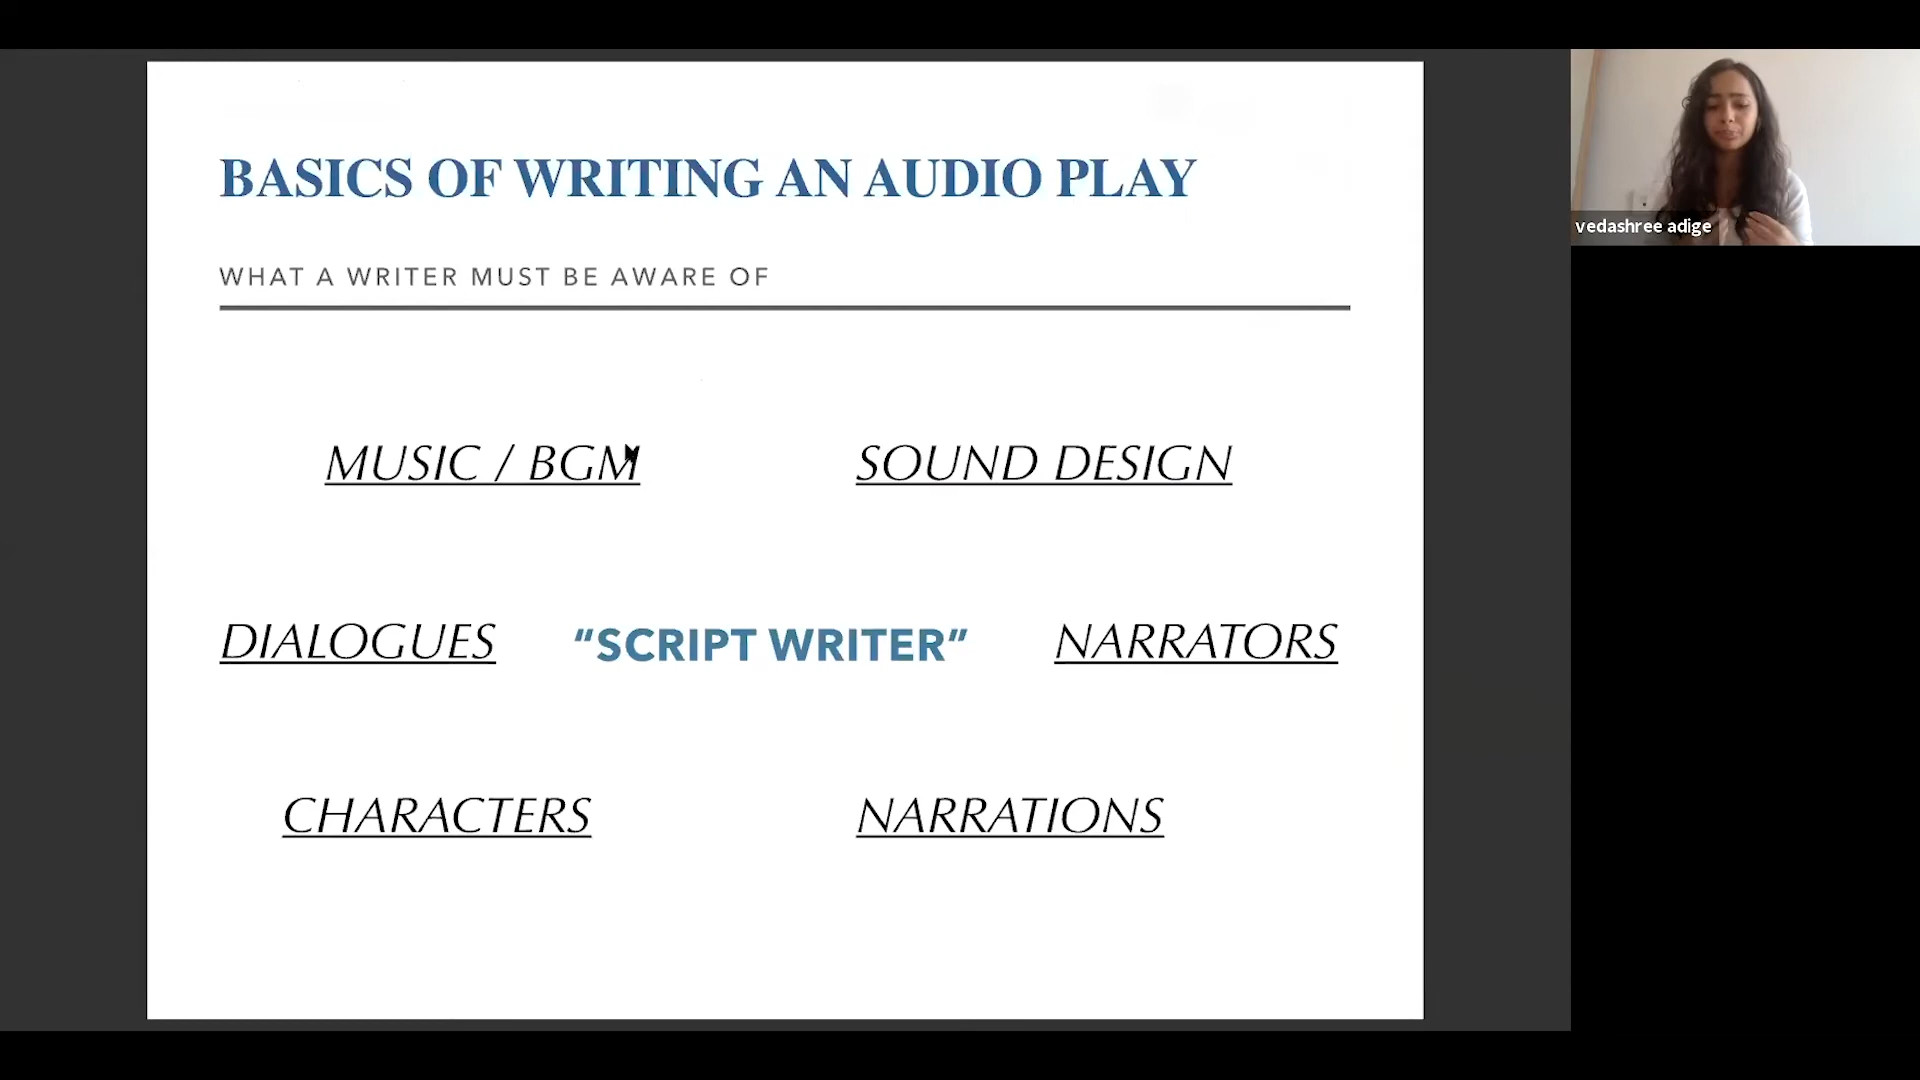 BASICS OF WRITING AN AUDIO PLAY
WHAT A WRITER MUST BE AWARE OF
MUSIC / BGM
SOUND DESIGN
DIALOGUES
“SCRIPT WRITER”
NARRATORS
CHARACTERS
NARRATIONS
vedashree adige